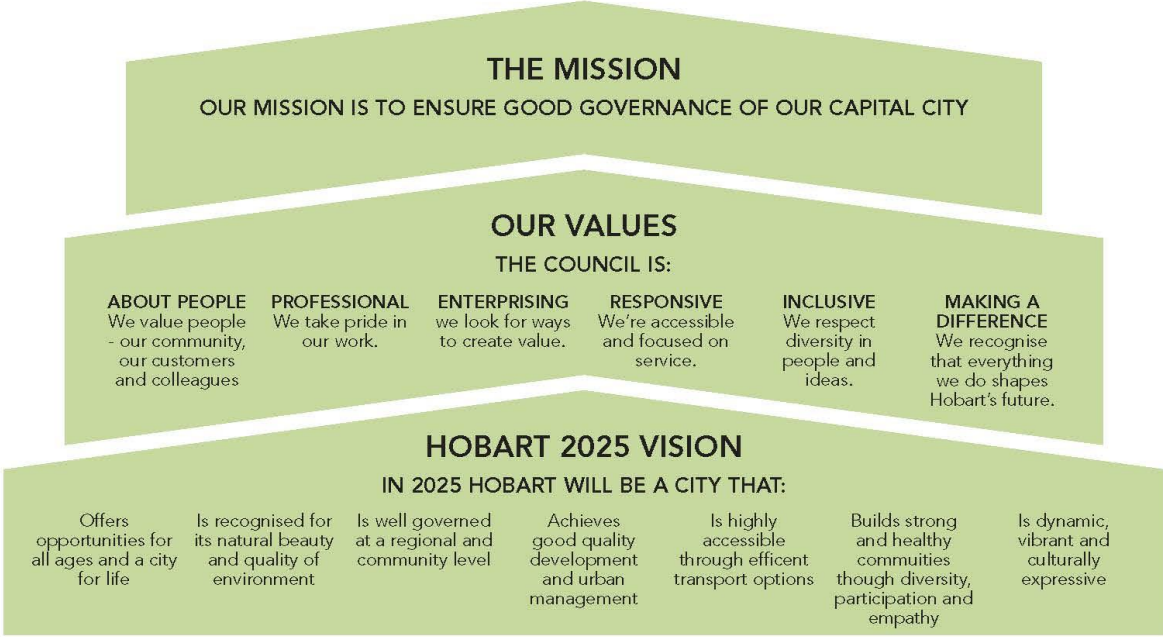 THE MISSION
OUR MISSION IS TO ENSURE GOOD GOVERNANCE OF OUR CAPITAL CITY
OUR VALUES
THE COUNCIL IS:
ABOUT PEOPLE
We value people
- our community,
our customers
and colleagues
PROFESSIONAL
We take pride in
our work.
ENTERPRISING
we look for ways
to create value.
RESPONSIVE
We're accessible
and focused on
service.
INCLUSIVE
We respect
diversity in
people and
ideas.
MAKING A
DIFFERENCE
We recognise
that everything
we do shapes
Hobart's future.
HOBART 2025 VISION
IN 2025 HOBART WILL BE A CITY THAT:
Offers
opportunities for
all ages and a city
for life
Is recognised for
its natural beauty
and quality of
environment
Is well governed
at a regional and
community level
Achieves
good quality
development
and urban
management
Is highly
accessible
through efficent
transport options
Builds strong
and healthy
commuities
though diversity,
participation and
empathy
Is dynamic,
vibrant and
culturally
expressive